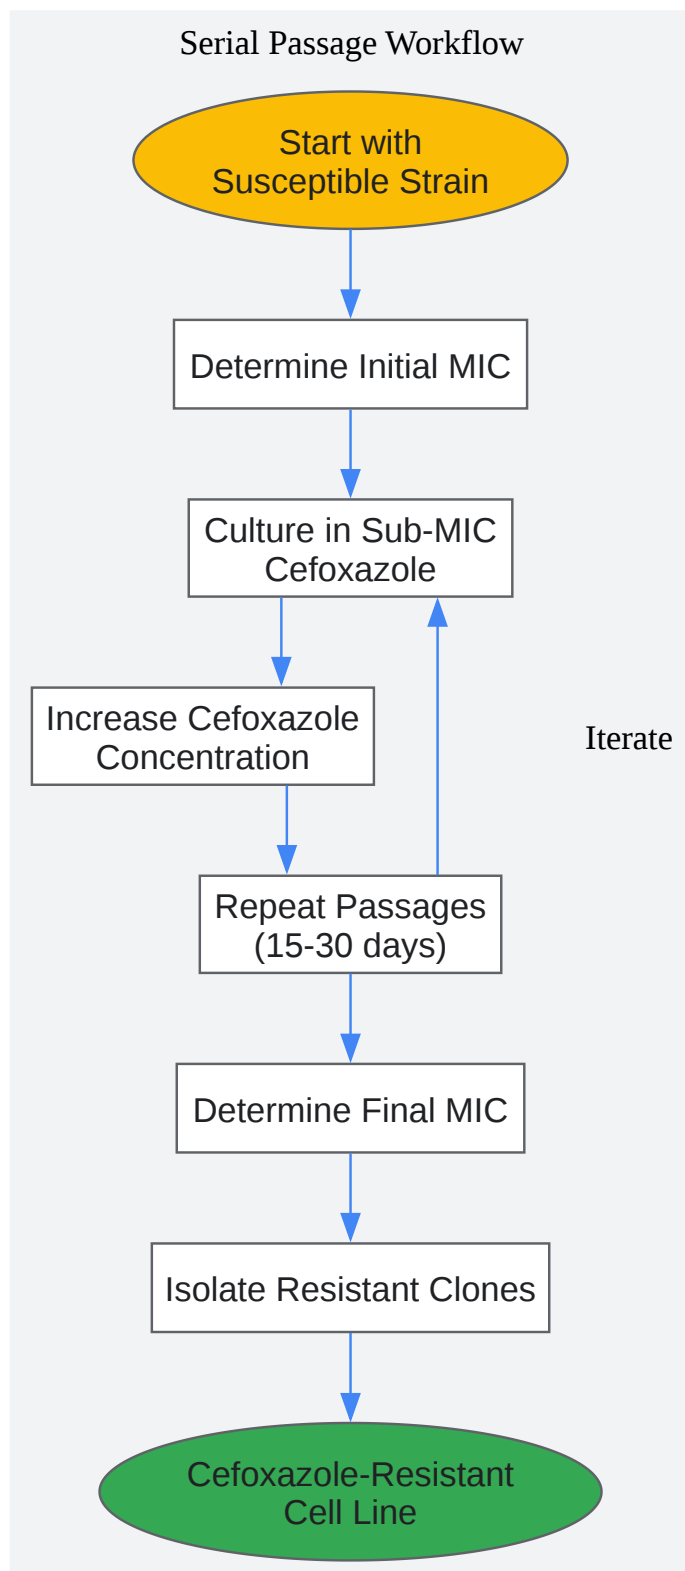 Serial Passage Workflow
Start with
Susceptible Strain
Determine Initial MIC
Culture in Sub-MIC
Cefoxazole
Increase Cefoxazole
Concentration
Iterate
Repeat Passages
(15-30 days)
Determine Final MIC
Isolate Resistant Clones
Cefoxazole-Resistant
Cell Line